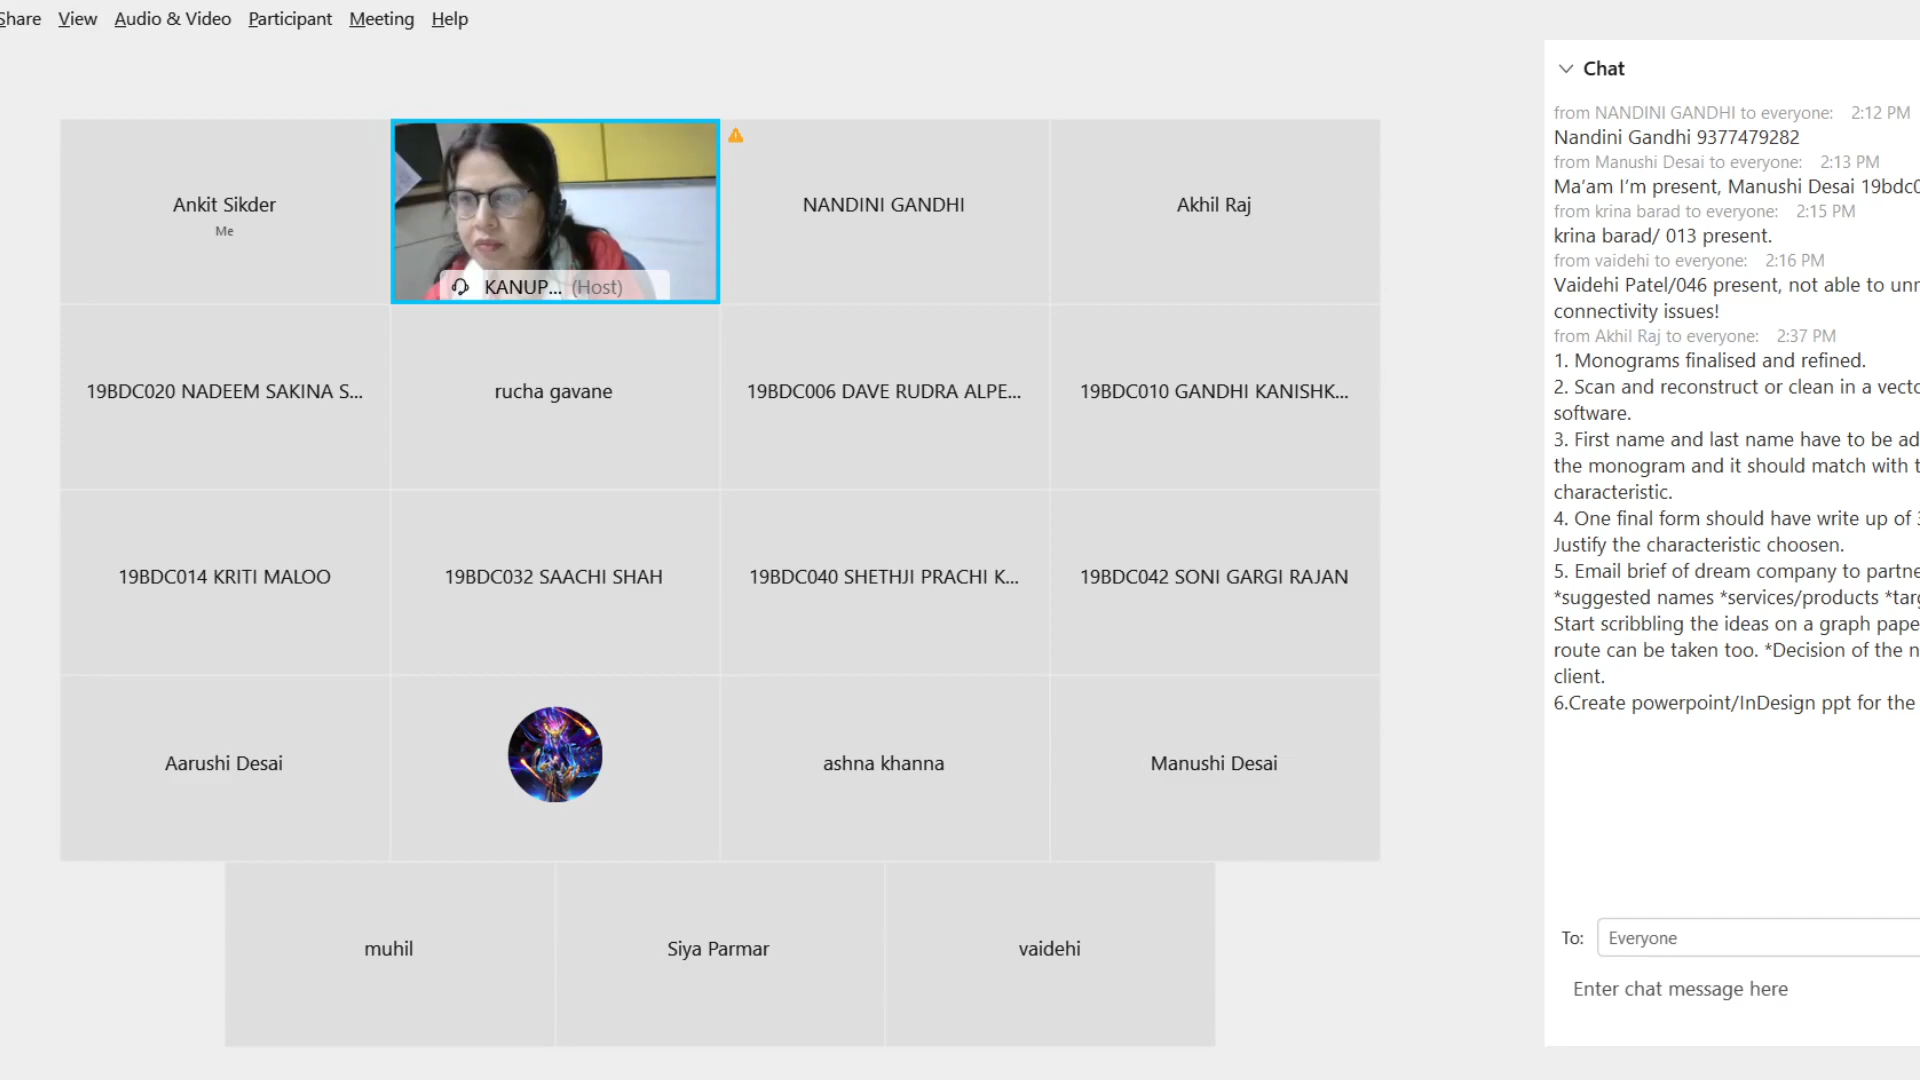 Share View Audio & Video Participant Meeting Help
Chat
from NANDINI GANDHI to everyone: 2:12 PM
Nandini Gandhi 9377479282
from Manushi Desai to everyone: 2:13 PM
Ma'am I'm present, Manushi Desai
from krina barad to everyone: 2:15 PM
krina barad/ 013 present.
from vaidehi to everyone: 2:16 PM
Vaidehi Patel/046 present, not able to
connectivity issues!
from Akhil Raj to everyone: 2:37 PM
1. Monograms finalised and refined.
2. Scan and reconstruct or clean in a
software.
3. First name and last name have to be
the monogram and it should match with
characteristic.
4. One final form should have write up of
Justify the characteristic choosen.
5. Email brief of dream company to
*suggested names *services/products
Start scribbling the ideas on a graph
route can be taken too. *Decision of the
client.
6.Create powerpoint/InDesign ppt for the
To: Everyone
Enter chat message here
Ankit Sikder
Me
KANUP... (Host)
NANDINI GANDHI
Akhil Raj
19BDC020 NADEEM SAKINA S...
rucha gavane
19BDC006 DAVE RUDRA ALPE...
19BDC010 GANDHI KANISHK...
19BDC014 KRITI MALOO
19BDC032 SAACHI SHAH
19BDC040 SHETHJI PRACHI K...
19BDC042 SONI GARGI RAJAN
Aarushi Desai
ashna khanna
Manushi Desai
muhil
Siya Parmar
vaidehi